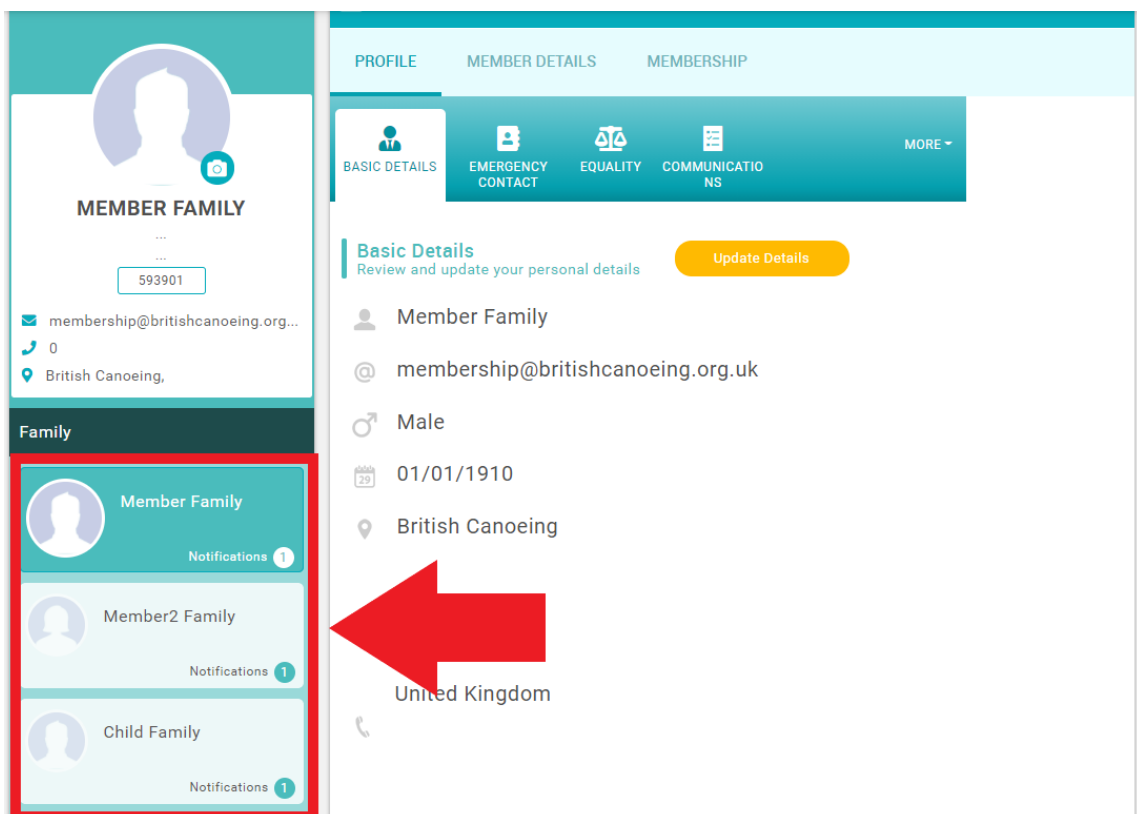 MEMBER FAMILY
...
...
593901
membership@britishcanoeing.org...
0
British Canoeing,
Family
Member Family
Notifications 1
Member2 Family
Notifications 1
Child Family
Notifications 1
PROFILE MEMBER DETAILS MEMBERSHIP
BASIC DETAILS
EMERGENCY
CONTACT
EQUALITY
COMMUNICATIO
NS
MORE
Basic Details
Review and update your personal details
Update Details
Member Family
@ membership@britishcanoeing.org.uk
Male
29 01/01/1910
British Canoeing
United Kingdom